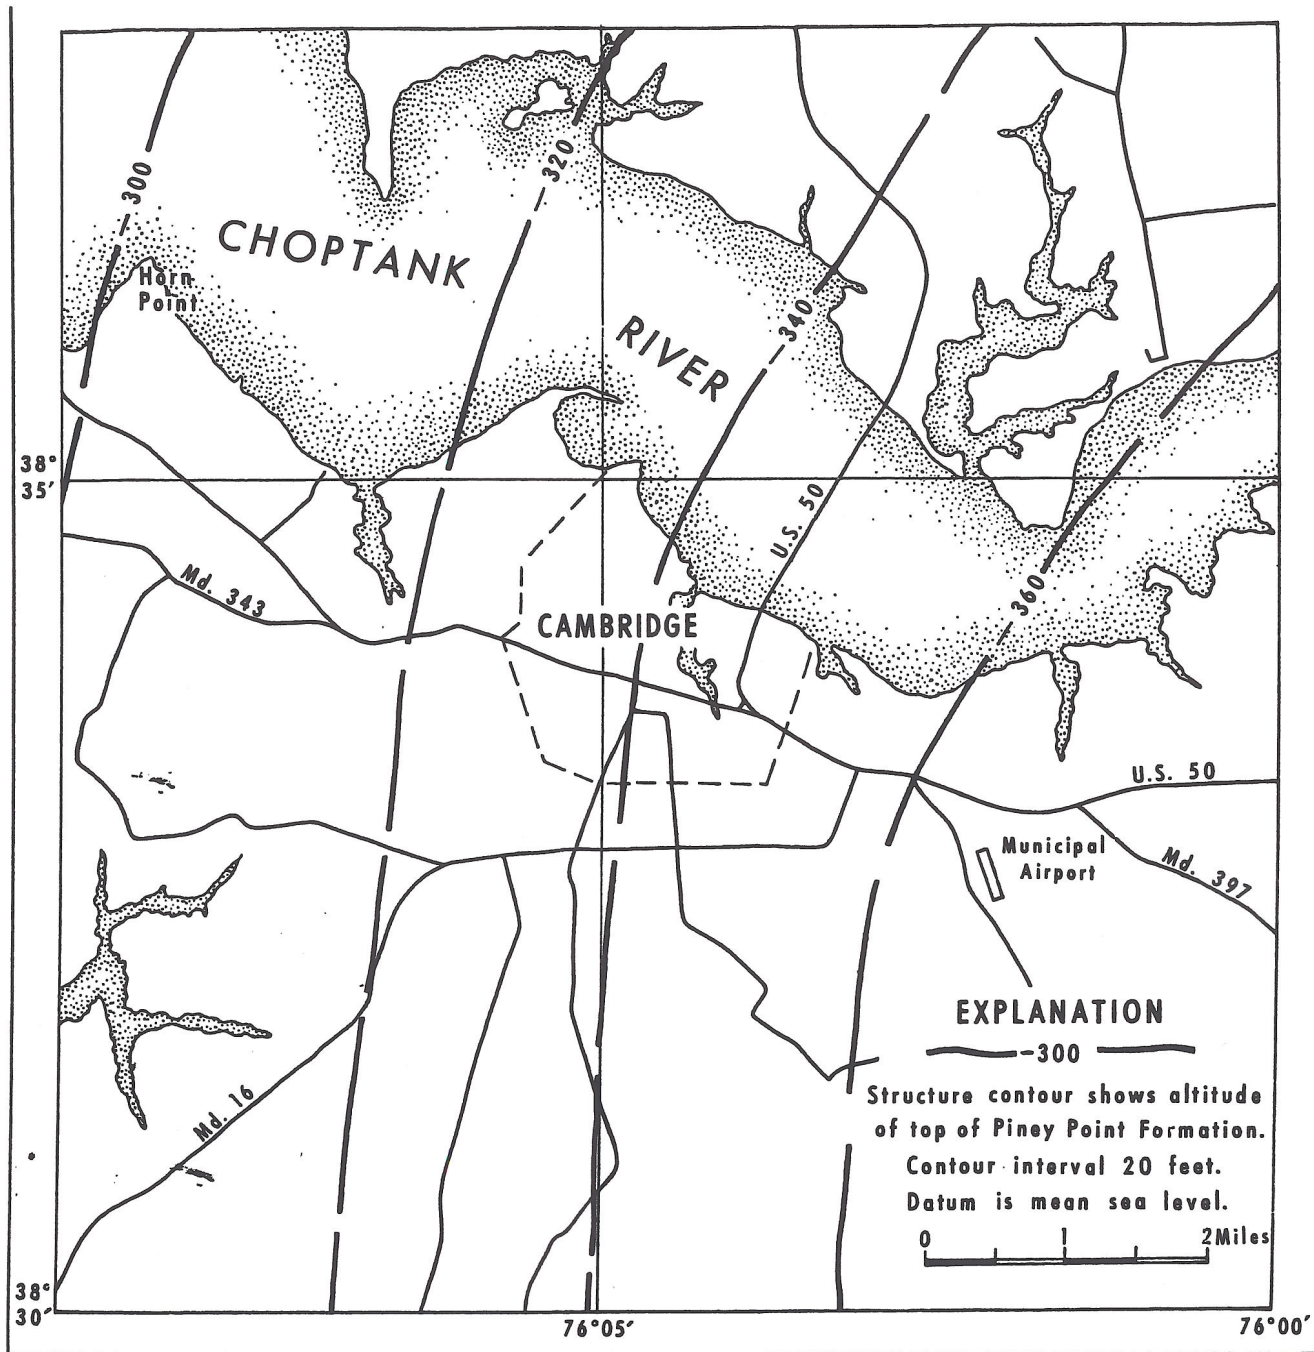 -300
320
CHOPTANK
Horn
Point
RIVER
-340
38°
35'
U.S. 50
Md. 343
-360
CAMBRIDGE
U.S. 50
Municipal
Airport
Md. 397
EXPLANATION
-300
Structure contour shows altitude
of top of Piney Point Formation.
Contour interval 20 feet.
Datum is mean sea level.
Md. 16
0 1 2 Miles
38°
30'
76°05'
76°00'